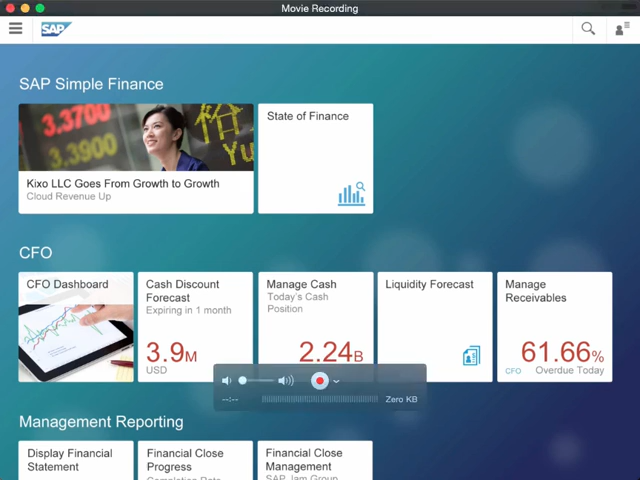 Movie Recording
SAP
SAP Simple Finance
3.3700
3.3900
Yu
Kixo LLC Goes From Growth to Growth
Cloud Revenue Up
State of Finance
CFO
CFO Dashboard
Cash Discount
Forecast
Expiring in 1 month
3.9M
USD
Manage Cash
Today's Cash
Position
2.24B
Liquidity Forecast
Manage
Receivables
61.66%
CFO Overdue Today
--:--
Zero KB
Management Reporting
Display Financial
Statement
Financial Close
Progress
Completion Rate
Financial Close
Management
SAP Jam Group